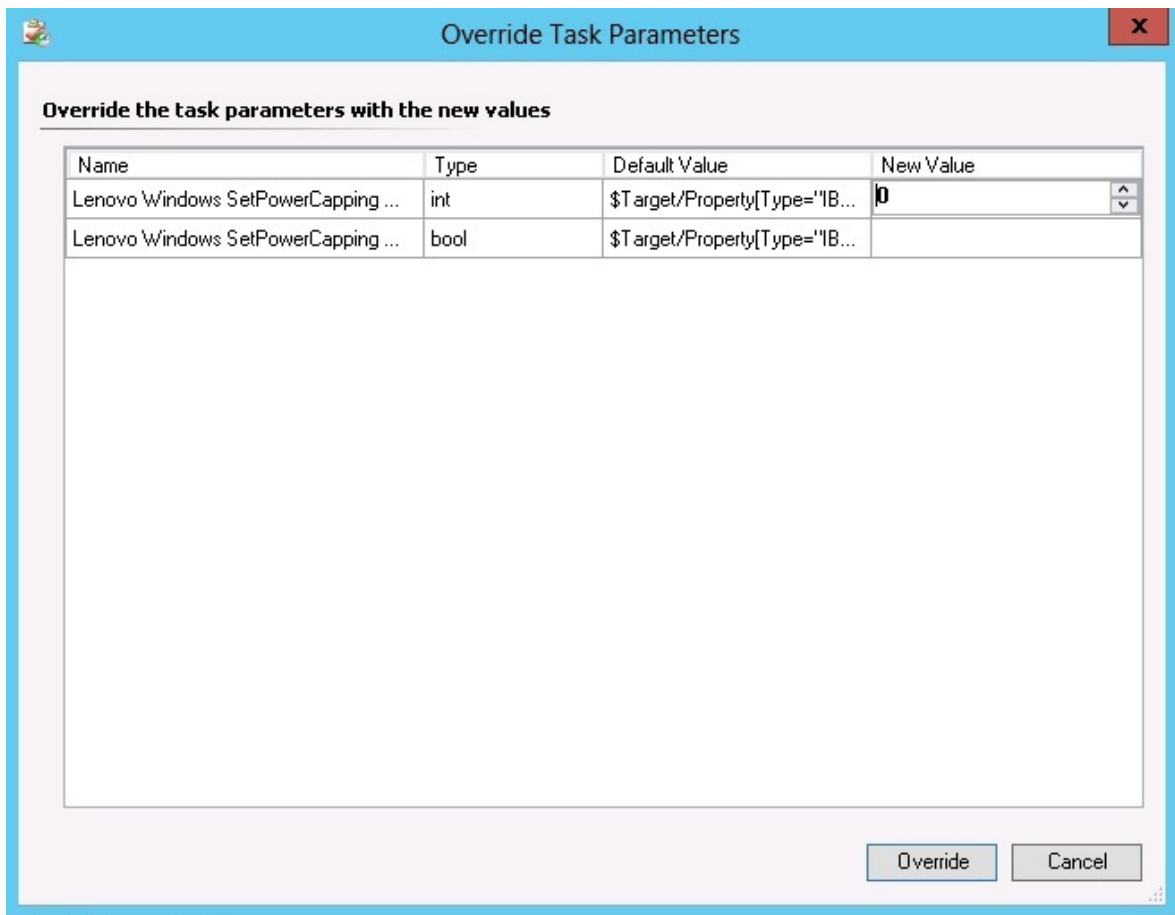 Override Task Parameters
x
Override the task parameters with the new values
Name Type Default Value New Value
Lenovo Windows SetPowerCapping ... int $Target/Property[Type="IB... 0
Lenovo Windows SetPowerCapping ... bool $Target/Property[Type="IB...
Override Cancel